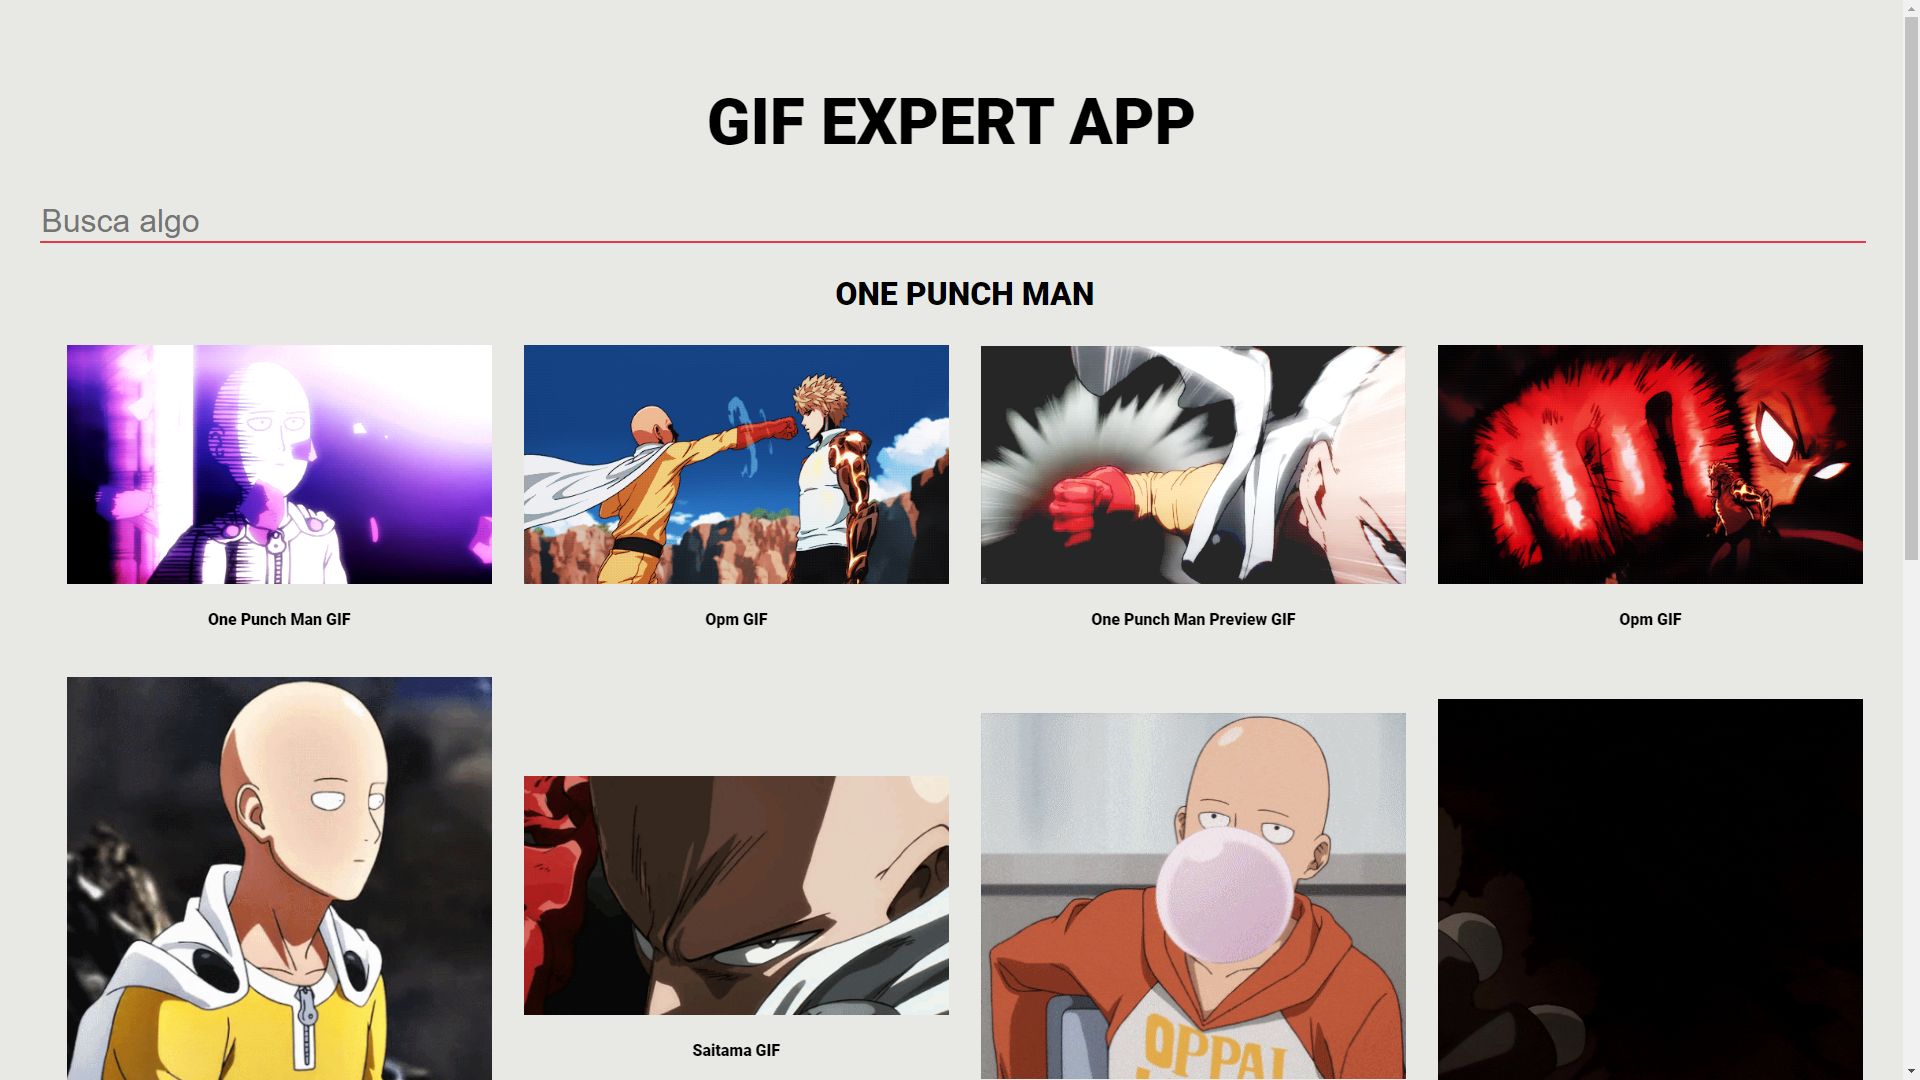 GIF EXPERT APP
Busca algo
ONE PUNCH MAN
One Punch Man GIF
Opm GIF
One Punch Man Preview GIF
Opm GIF
Saitama GIF
OPPAI